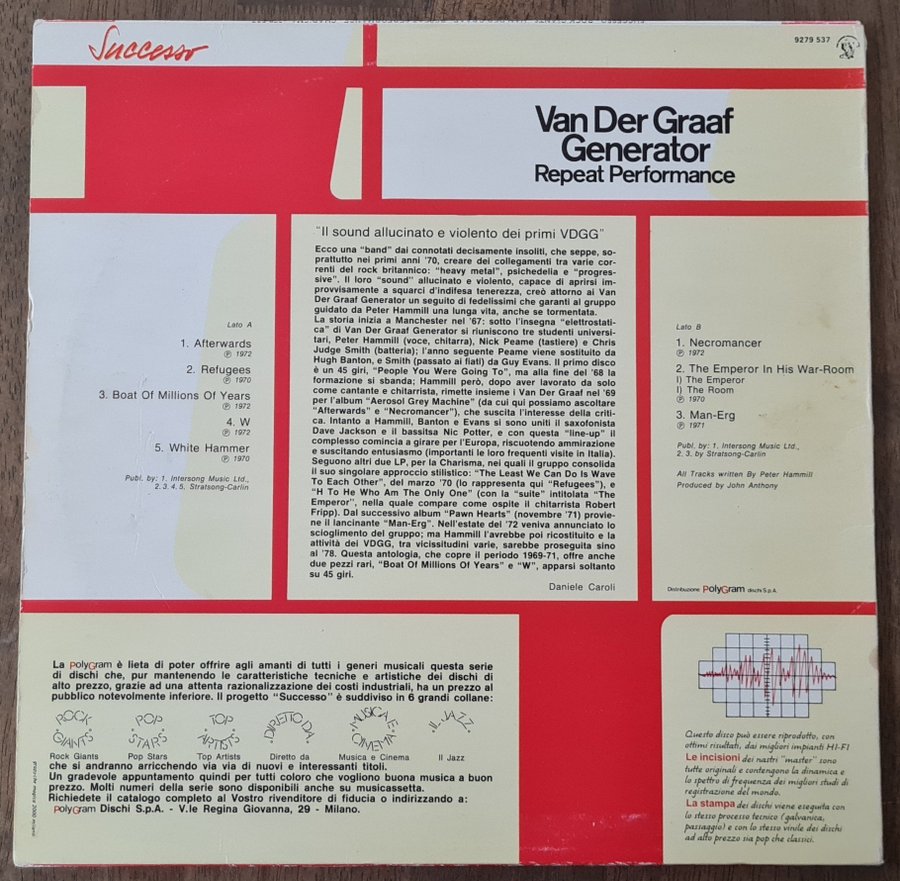 Successo
9279 537
Van Der Graaf
Generator
Repeat Performance
"Il sound allucinato e violento dei primi VDGG"
Ecco una "band" dai connotati decisamente insoliti, che seppe, so-
prattutto nei primi anni '70, creare dei collegamenti tra varie cor-
renti del rock britannico: "heavy metal", psichedelia e "progres-
sive". Il loro "sound" allucinato e violento, capace di aprirsi im-
provvisamente a squarci d'indifesa tenerezza, creò attorno ai Van
Der Graaf Generator un seguito di fedelissimi che garantì al gruppo
guidato da Peter Hammill una lunga vita, anche se tormentata.
La storia inizia a Manchester nel '67: sotto l'insegna "elettrostati-
ca" di Van Der Graaf Generator si riuniscono tre studenti universi-
tari, Peter Hammill (voce, chitarra), Nick Peame (tastiere) e Chris
Judge Smith (batteria); l'anno seguente Peame viene sostituito da
Hugh Banton, e Smith (passato ai fiati) da Guy Evans. Il primo disco
è un 45 giri, "People You Were Going To", ma alla fine del '68 la
formazione si sbanda; Hammill però, dopo aver lavorato da solo
come cantante e chitarrista, rimette insieme i Van Der Graaf nel '69
per l'album "Aerosol Grey Machine" (da cui qui possiamo ascoltare
"Afterwards" e "Necromancer"), che suscita l'interesse della criti-
ca. Intanto a Hammill, Banton e Evans si sono uniti il saxofonista
Dave Jackson e il bassitsa Nic Potter, e con questa "line-up" il
complesso comincia a girare per l'Europa, riscuotendo ammirazione
e suscitando entusiasmo (importanti le loro frequenti visite in Italia).
Seguono altri due LP, per la Charisma, nei quali il gruppo consolida
il suo singolare approccio stilistico: "The Least We Can Do Is Wave
To Each Other", del marzo '70 (lo rappresenta qui "Refugees"), e
"H To He Who Am The Only One" (con la "suite" intitolata "The
Emperor", nella quale compare come ospite il chitarrista Robert
Fripp). Dal successivo album "Pawn Hearts" (novembre '71) provie-
ne il lancinante "Man-Erg". Nell'estate del '72 veniva annunciato lo
scioglimento del gruppo; ma Hammill l'avrebbe poi ricostituito e la
attività dei VDGG, tra vicissitudini varie, sarebbe proseguita sino
al '78. Questa antologia, che copre il periodo 1969-71, offre anche
due pezzi rari, "Boat Of Millions Of Years" e "W", apparsi soltanto
su 45 giri.
Daniele Caroli
Lato A
1. Afterwards
℗ 1972
2. Refugees
℗ 1970
3. Boat Of Millions Of Years
℗ 1972
4. W
℗ 1972
5. White Hammer
℗ 1970
Publ. by: 1. Intersong Music Ltd.,
2. 3. 4. 5. Stratsong-Carlin
Lato B
1. Necromancer
℗ 1972
2. The Emperor In His War-Room
I) The Emperor
II) The Room
℗ 1970
3. Man-Erg
℗ 1971
Publ. by: 1. Intersong Music Ltd.,
2. 3. by Stratsong-Carlin
All Tracks written By Peter Hammill
Produced by John Anthony
Distribuzione PolyGram dischi S.p.A.
La PolyGram è lieta di poter offrire agli amanti di tutti i generi musicali questa serie
di dischi che, pur mantenendo le caratteristiche tecniche e artistiche dei dischi di
alto prezzo, grazie ad una attenta razionalizzazione dei costi industriali, ha un prezzo al
pubblico notevolmente inferiore. Il progetto "Successo" è suddiviso in 6 grandi collane:
ROCK GIANTS POP STARS TOP ARTISTS DIRETTO DA MUSICA E CINEMA IL JAZZ
Rock Giants Pop Stars Top Artists Diretto da Musica e Cinema Il Jazz
che si andranno arricchendo via via di nuovi e interessanti titoli.
Un gradevole appuntamento quindi per tutti coloro che vogliono buona musica a buon
prezzo. Molti numeri della serie sono disponibili anche su musicassetta.
Richiedete il catalogo completo al Vostro rivenditore di fiducia o indirizzando a:
PolyGram Dischi S.p.A. - V.le Regina Giovanna, 29 - Milano.
Questo disco può essere riprodotto, con
ottimi risultati, dai migliori impianti HI-FI
Le incisioni dei nastri "master" sono
tutte originali e contengono la dinamica e
lo spettro di frequenza dei migliori studi di
registrazione del mondo.
La stampa dei dischi viene eseguita con
lo stesso processo tecnico (galvanica,
passaggio) e con lo stesso vinile dei dischi
ad alto prezzo sia pop che classici.